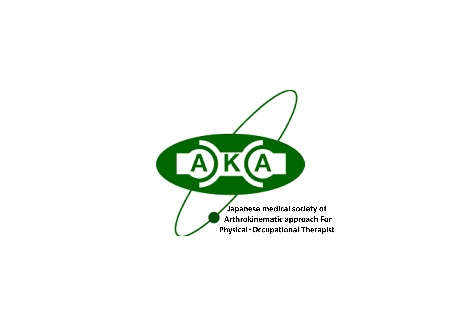 AKA
Japanese medical society of
Arthrokinematic approach For
Physical・Occupational Therapist